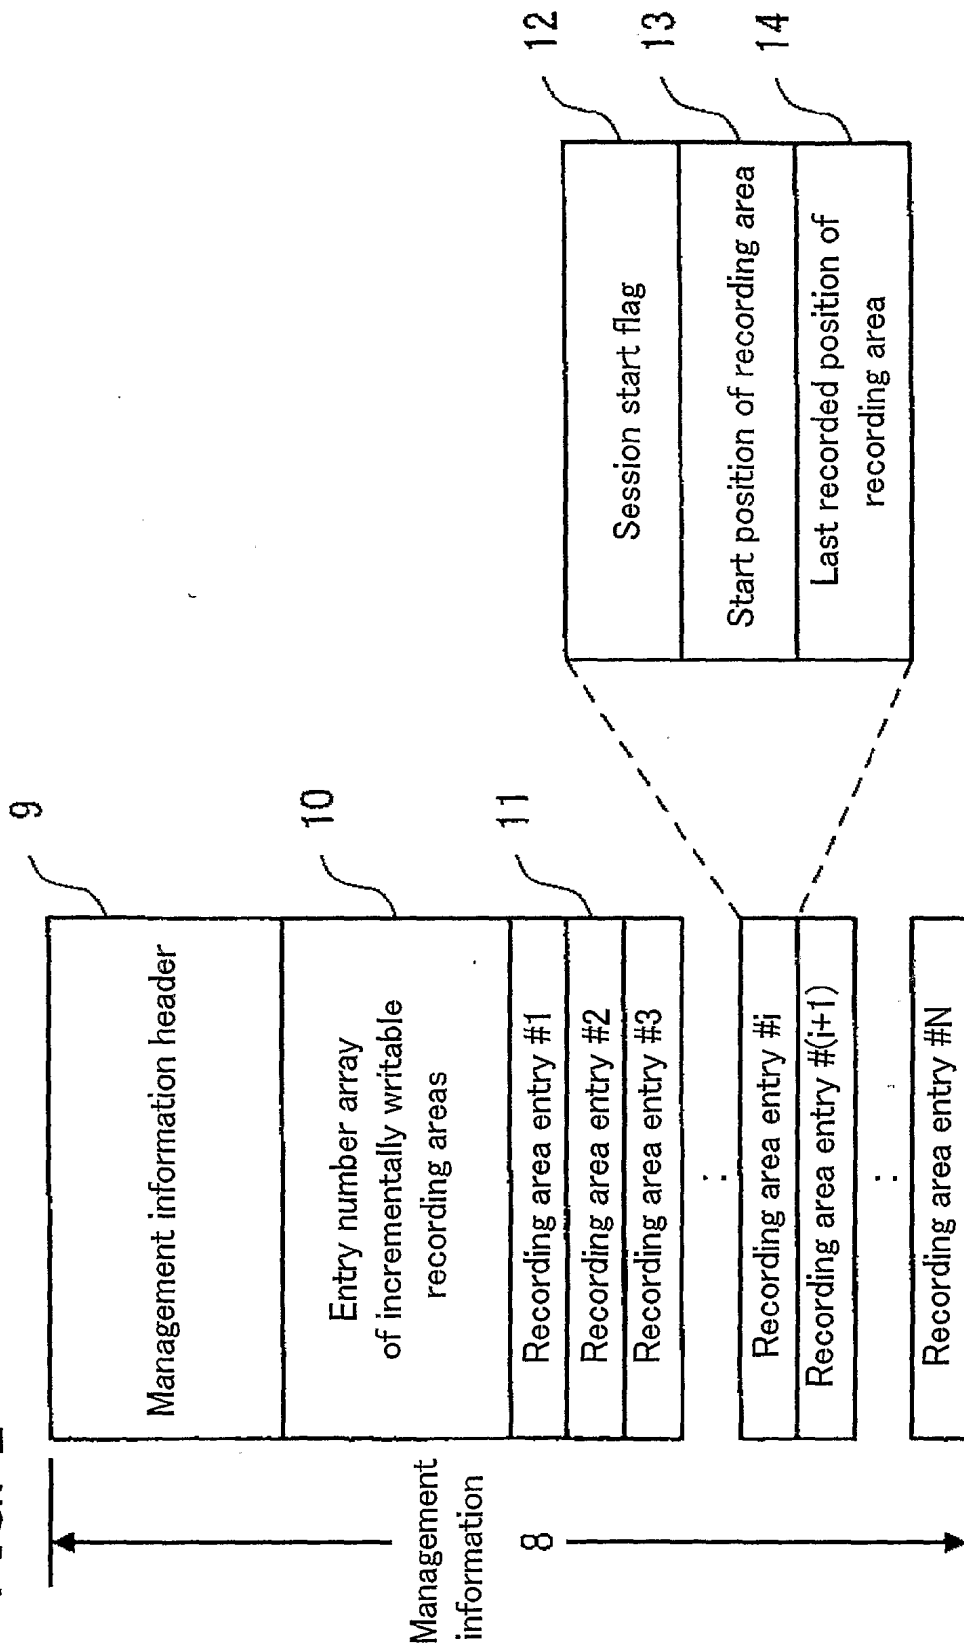 Management
information
8
Management information header
9
Entry number array
of incrementally writable
recording areas
10
Recording area entry #1
Recording area entry #2
11
Recording area entry #3
:
Recording area entry #i
Recording area entry #(i+1)
:
Recording area entry #N
Session start flag
12
Start position of recording area
13
Last recorded position of
recording area
14